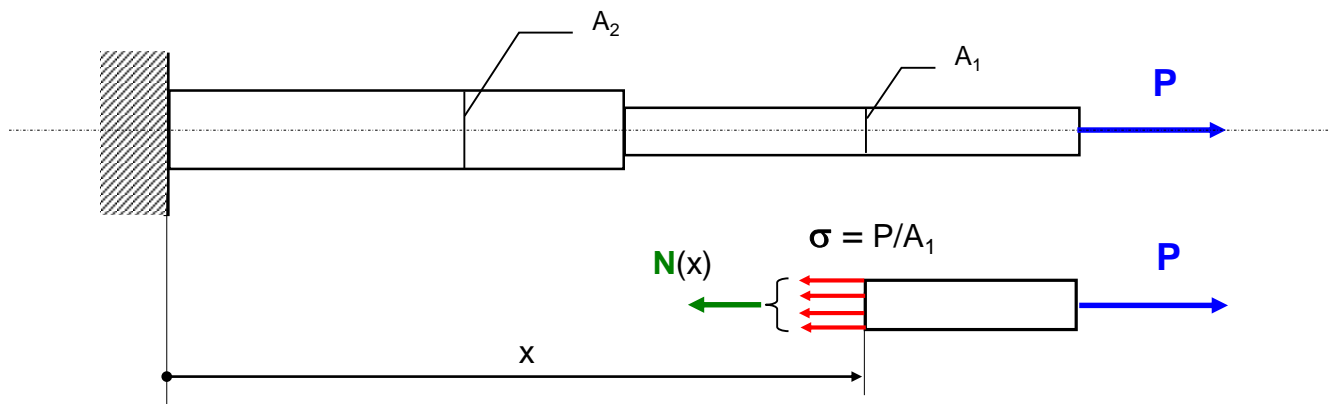 A₂
A₁
P
σ = P/A₁
N(x)
P
x